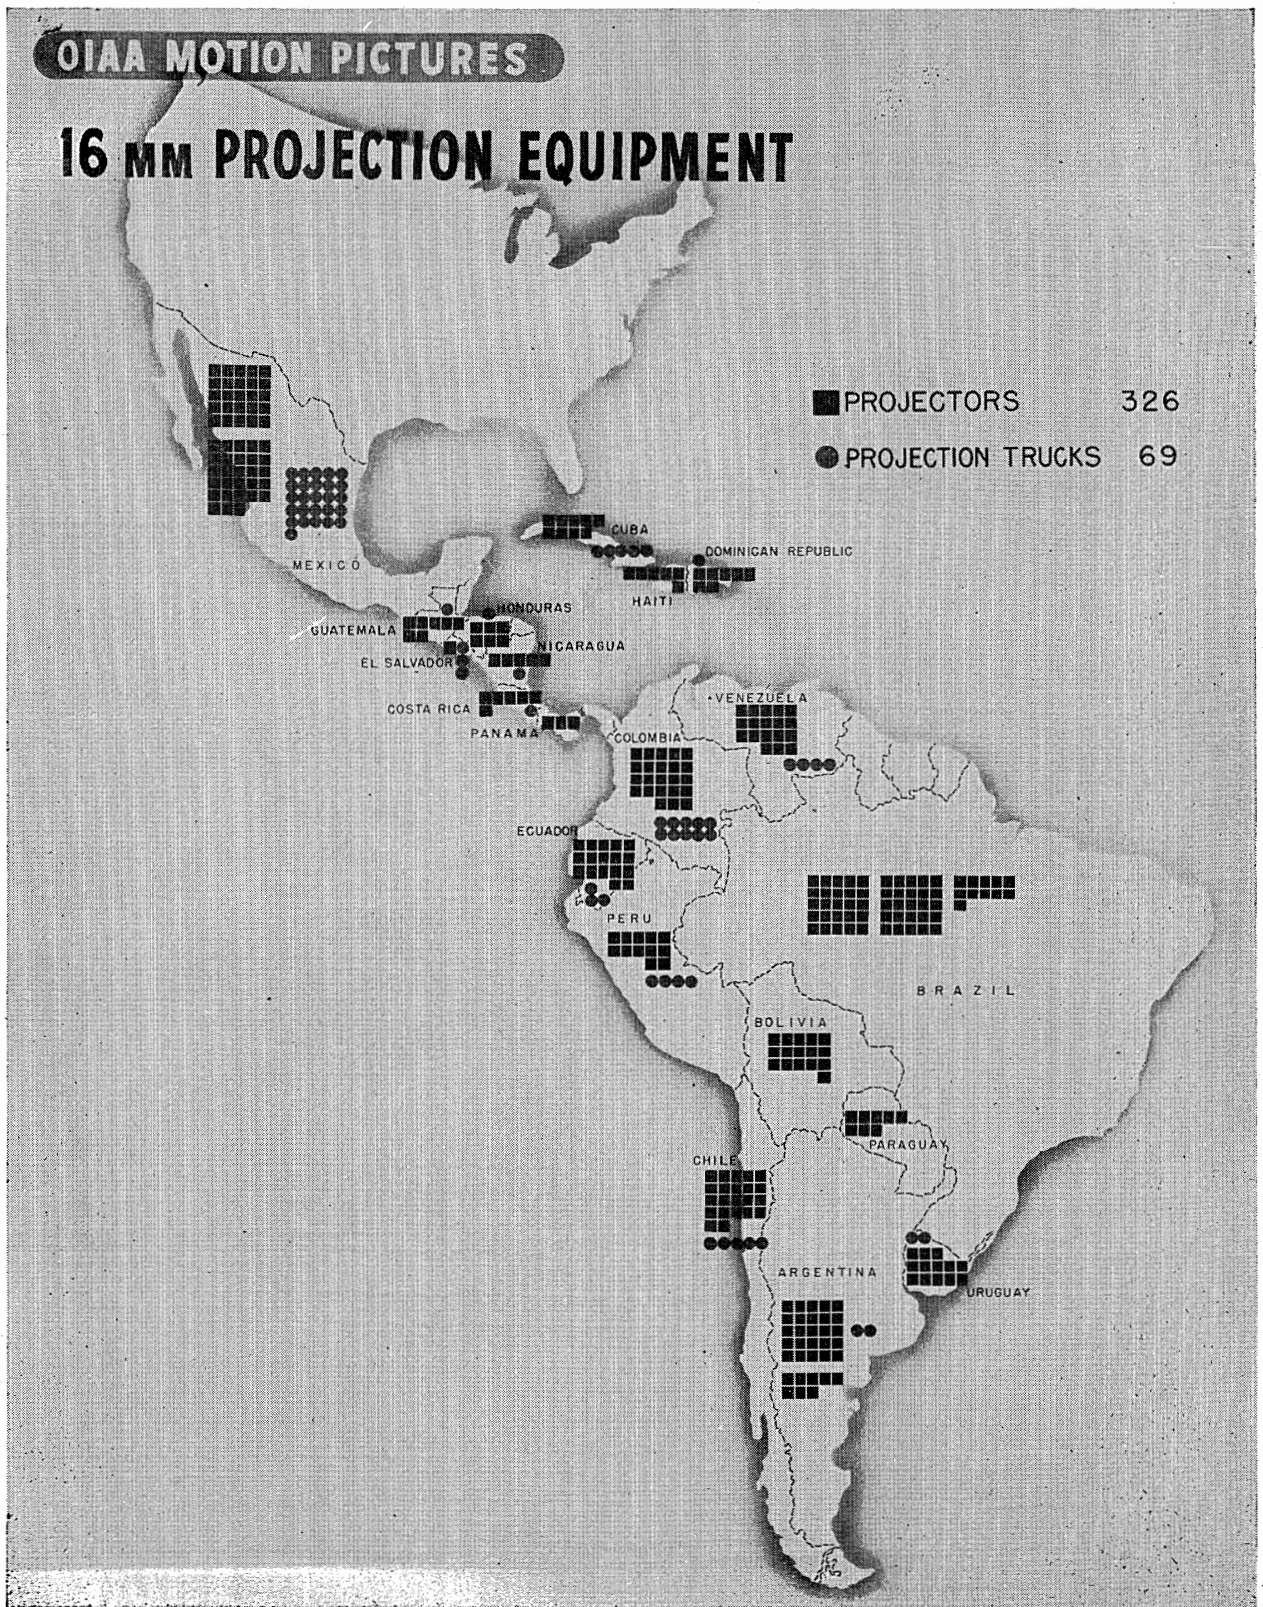 OIAA MOTION PICTURES
16 MM PROJECTION EQUIPMENT
PROJECTORS 326
PROJECTION TRUCKS 69
CUBA
DOMINICAN REPUBLIC
MEXICO
HAITI
HONDURAS
GUATEMALA
NICARAGUA
EL SALVADOR
VENEZUELA
COSTA RICA
PANAMA
COLOMBIA
ECUADOR
PERU
BRAZIL
BOLIVIA
PARAGUAY
CHILE
ARGENTINA
URUGUAY